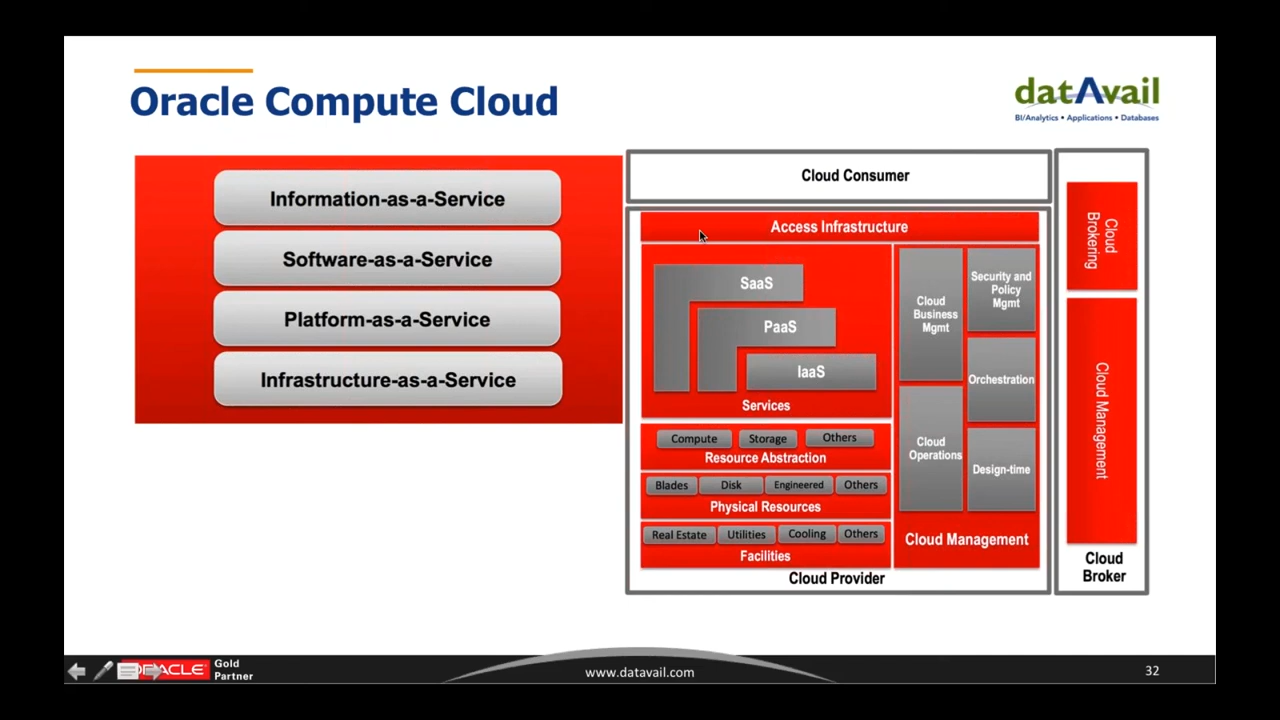 Oracle Compute Cloud
datAvail
BI/Analytics • Applications • Databases
Information-as-a-Service
Software-as-a-Service
Platform-as-a-Service
Infrastructure-as-a-Service
Cloud Consumer
Access Infrastructure
SaaS
PaaS
IaaS
Services
Compute
Storage
Others
Resource Abstraction
Blades
Disk
Engineered
Others
Physical Resources
Real Estate
Utilities
Cooling
Others
Facilities
Cloud
Business
Mgmt
Security and
Policy
Mgmt
Orchestration
Cloud
Operations
Design-time
Cloud Management
Cloud Provider
Cloud
Brokering
Cloud Management
Cloud
Broker
Gold
Partner
www.datavail.com
32